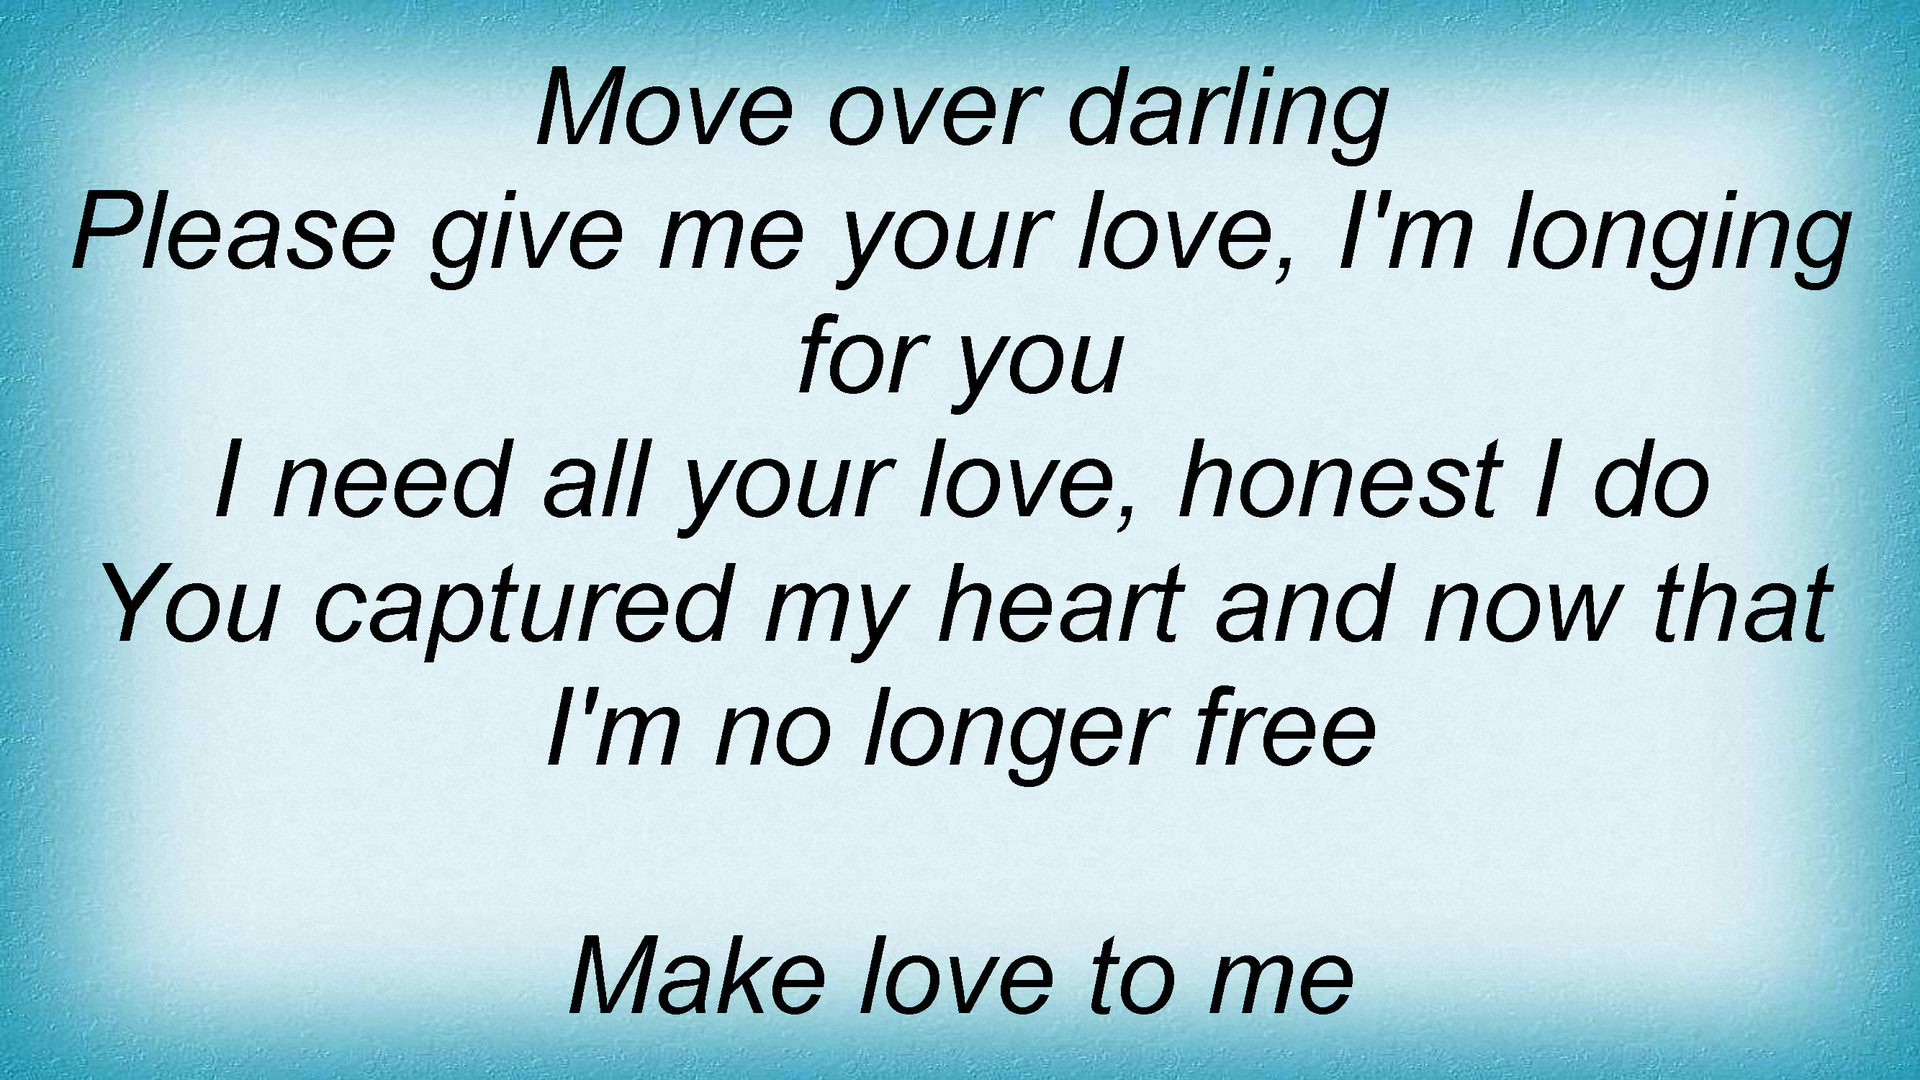 Move over darling
Please give me your love, I'm longing
for you
I need all your love, honest I do
You captured my heart and now that
I'm no longer free
Make love to me